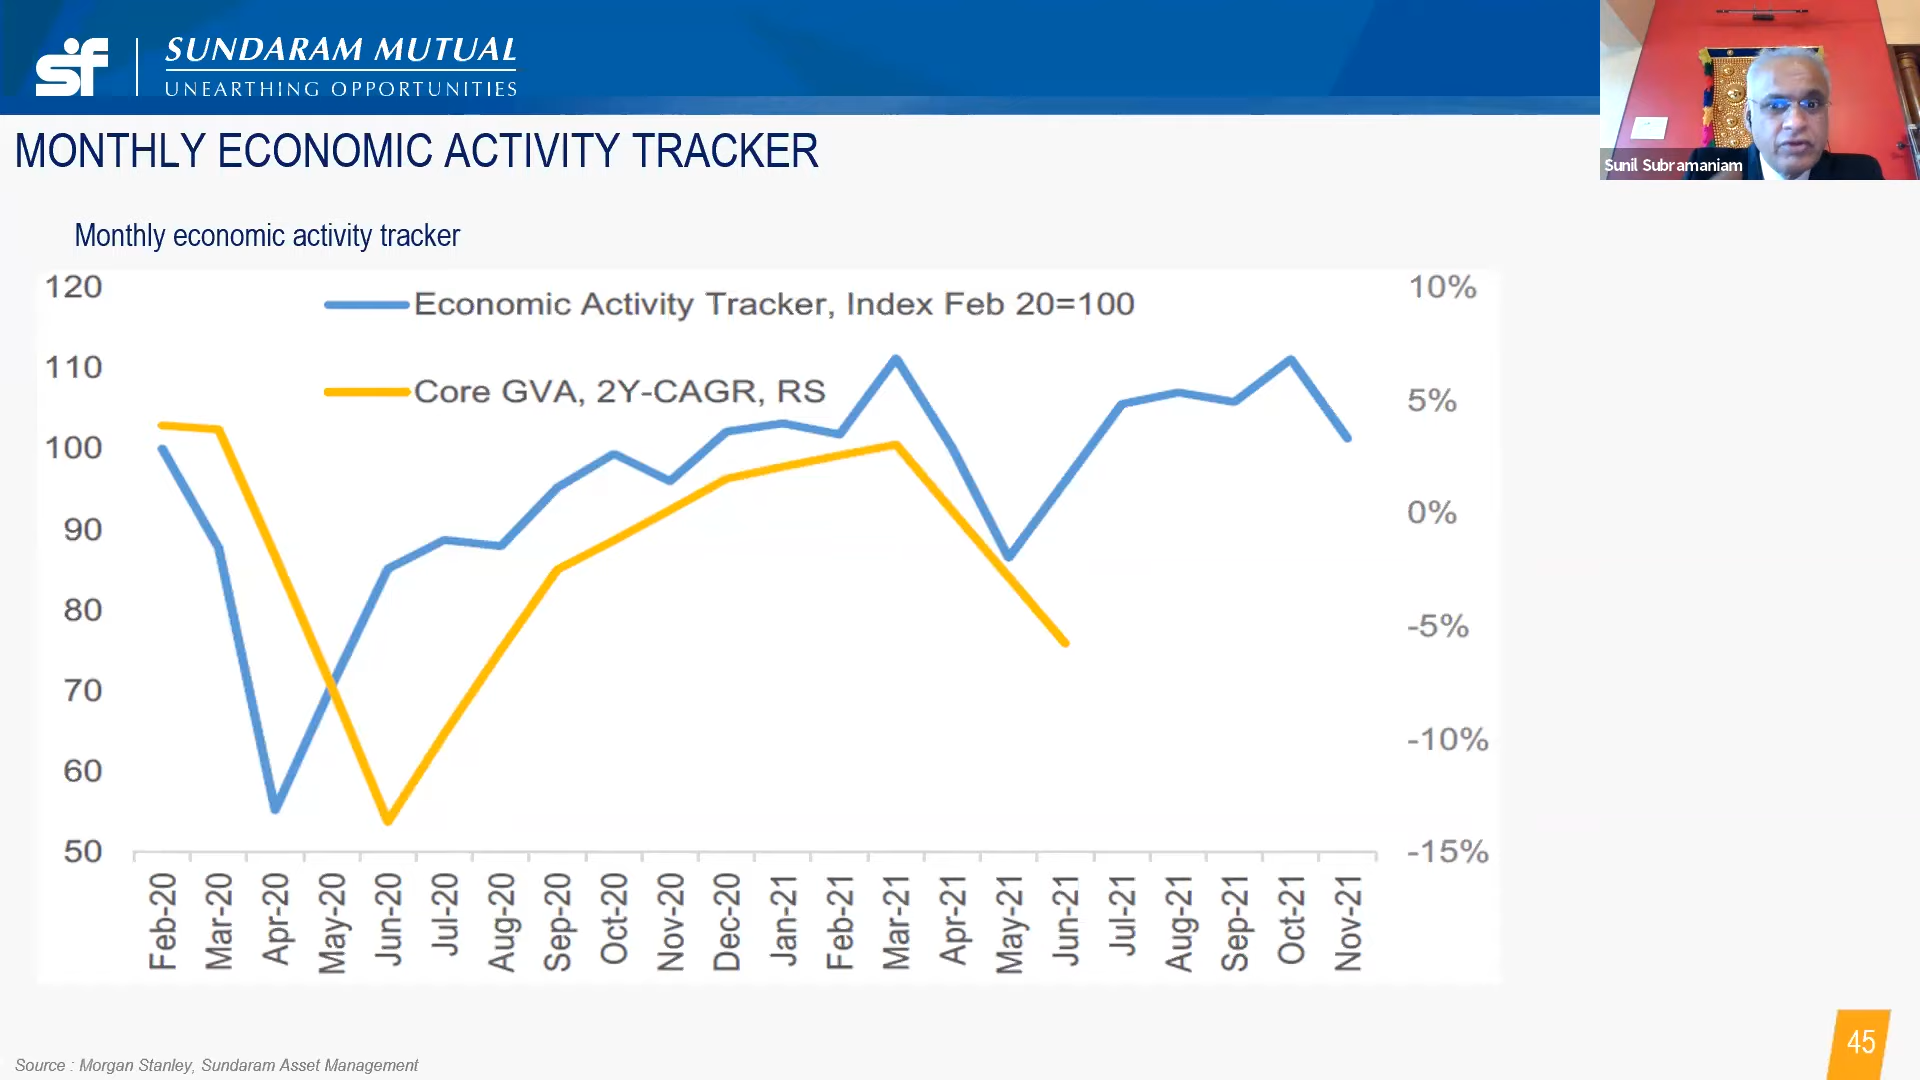 sf
SUNDARAM MUTUAL
UNEARTHING OPPORTUNITIES
Sunil Subramaniam
MONTHLY ECONOMIC ACTIVITY TRACKER
Monthly economic activity tracker
Economic Activity Tracker, Index Feb 20=100
Core GVA, 2Y-CAGR, RS
120
110
100
90
80
70
60
50
10%
5%
0%
-5%
-10%
-15%
Feb-20
Mar-20
Apr-20
May-20
Jun-20
Jul-20
Aug-20
Sep-20
Oct-20
Nov-20
Dec-20
Jan-21
Feb-21
Mar-21
Apr-21
May-21
Jun-21
Jul-21
Aug-21
Sep-21
Oct-21
Nov-21
Source : Morgan Stanley, Sundaram Asset Management
45